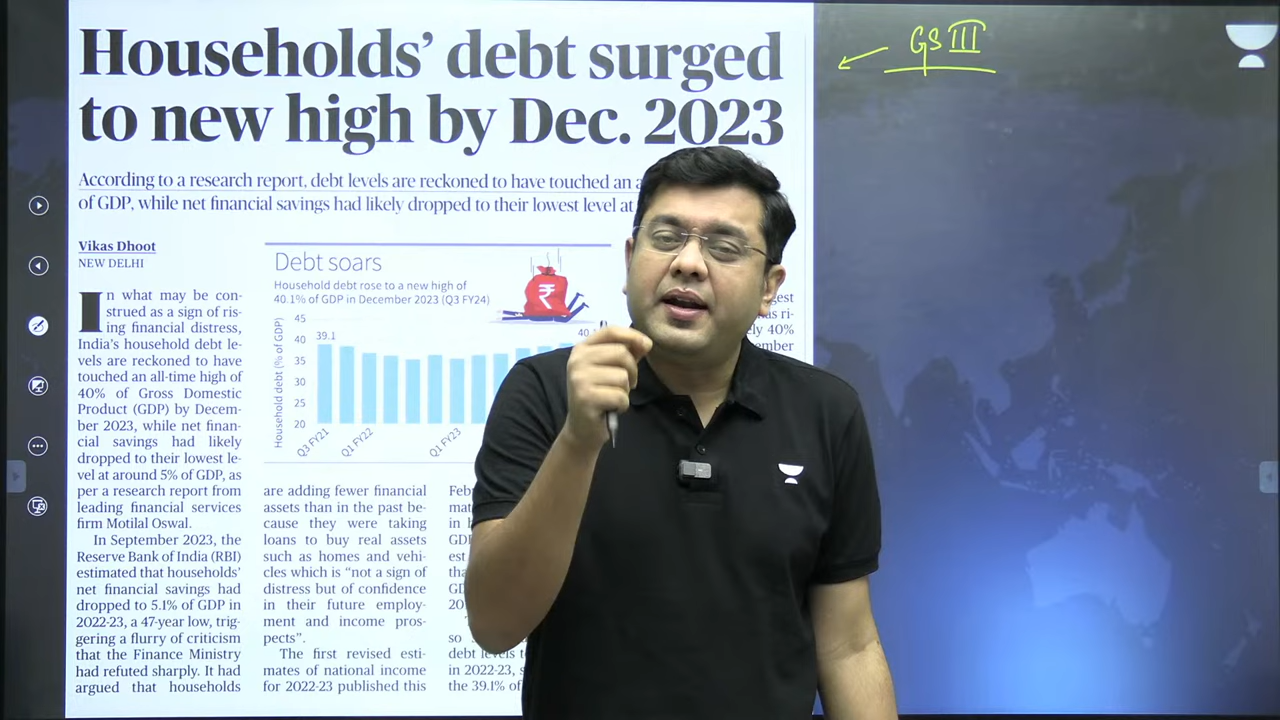 Households’ debt surged
to new high by Dec. 2023
GS III
According to a research report, debt levels are reckoned to have touched an
of GDP, while net financial savings had likely dropped to their lowest level at
Vikas Dhoot
NEW DELHI
In what may be con-
strued as a sign of ris-
ing financial distress,
India’s household debt le-
vels are reckoned to have
touched an all-time high of
40% of Gross Domestic
Product (GDP) by Decem-
ber 2023, while net finan-
cial savings had likely
dropped to their lowest le-
vel at around 5% of GDP, as
per a research report from
leading financial services
firm Motilal Oswal.
In September 2023, the
Reserve Bank of India (RBI)
estimated that households’
net financial savings had
dropped to 5.1% of GDP in
2022-23, a 47-year low, trig-
gering a flurry of criticism
that the Finance Ministry
had refuted sharply. It had
argued that households
Debt soars
Household debt rose to a new high of
40.1% of GDP in December 2023 (Q3 FY24)
₹
Household debt (% of GDP)
45
40
35
30
25
20
39.1
40.1
Q3 FY21
Q1 FY22
Q1 FY23
are adding fewer financial
assets than in the past be-
cause they were taking
loans to buy real assets
such as homes and vehi-
cles which is “not a sign of
distress but of confidence
in their future employ-
ment and income pros-
pects”.
The first revised esti-
mates of national income
for 2022-23 published this
in
GDP
est
GD
20
so
debt levels
in 2022-23,
the 39.1% of
40%